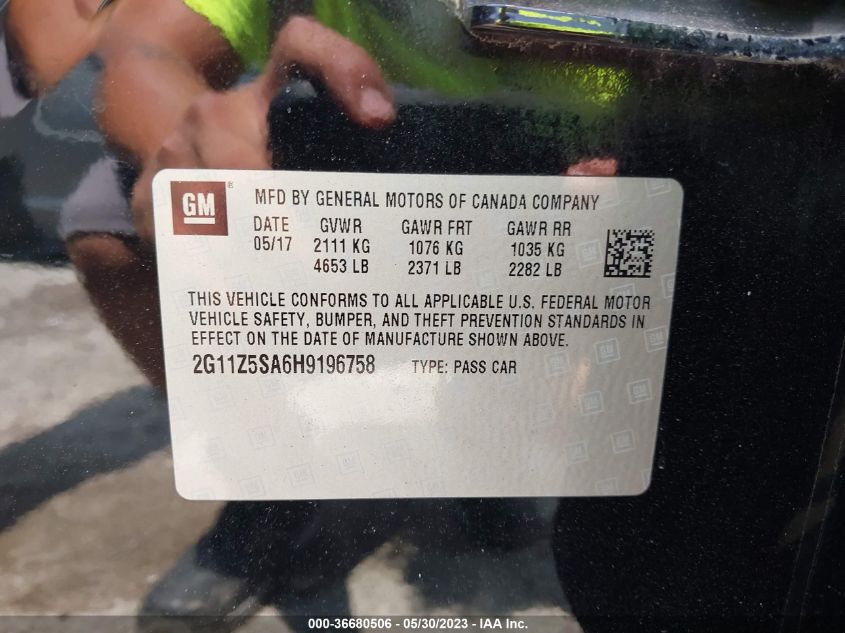 GM ® MFD BY GENERAL MOTORS OF CANADA COMPANY
DATE GVWR GAWR FRT GAWR RR
05/17 2111 KG 1076 KG 1035 KG
4653 LB 2371 LB 2282 LB
THIS VEHICLE CONFORMS TO ALL APPLICABLE U.S. FEDERAL MOTOR
VEHICLE SAFETY, BUMPER, AND THEFT PREVENTION STANDARDS IN
EFFECT ON THE DATE OF MANUFACTURE SHOWN ABOVE.
2G11Z5SA6H9196758 TYPE: PASS CAR
000-36680506 - 05/30/2023 - IAA Inc.